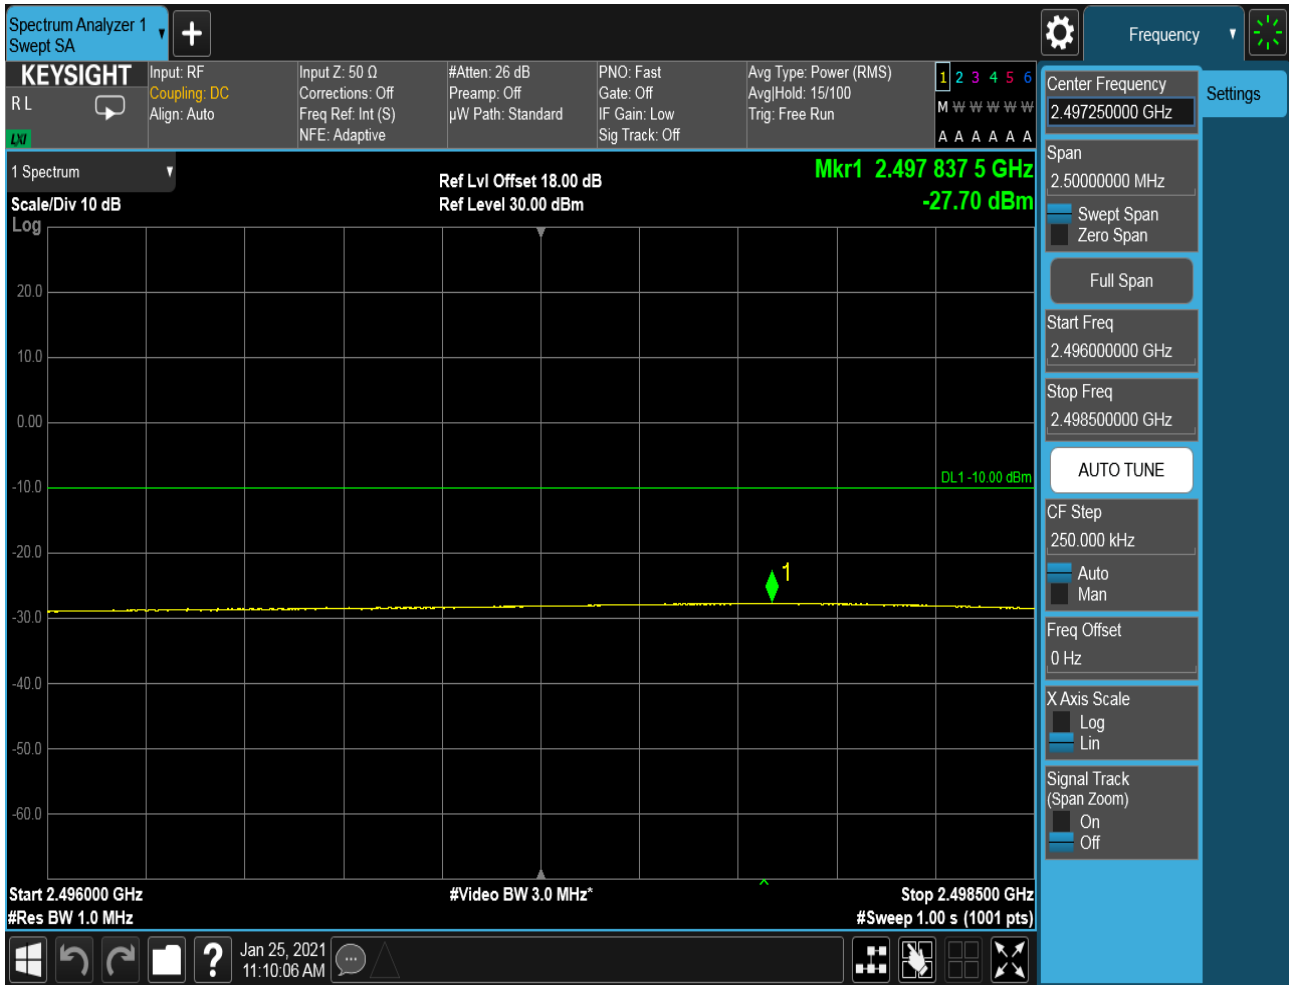 Spectrum Analyzer 1
Swept SA
Frequency
KEYSIGHT
R L
LXI
Input: RF
Coupling: DC
Align: Auto
Input Z: 50 Ω
Corrections: Off
Freq Ref: Int (S)
NFE: Adaptive
#Atten: 26 dB
Preamp: Off
µW Path: Standard
PNO: Fast
Gate: Off
IF Gain: Low
Sig Track: Off
Avg Type: Power (RMS)
Avg|Hold: 15/100
Trig: Free Run
1 2 3 4 5 6
M W W W W W
A A A A A A
1 Spectrum
Scale/Div 10 dB
Log
Ref Lvl Offset 18.00 dB
Ref Level 30.00 dBm
Mkr1 2.497 837 5 GHz
-27.70 dBm
20.0
10.0
0.00
-10.0
-20.0
-30.0
-40.0
-50.0
-60.0
DL1 -10.00 dBm
1
Start 2.496000 GHz
#Res BW 1.0 MHz
#Video BW 3.0 MHz*
Stop 2.498500 GHz
#Sweep 1.00 s (1001 pts)
?
Jan 25, 2021
11:10:06 AM
Center Frequency
2.497250000 GHz
Settings
Span
2.50000000 MHz
Swept Span
Zero Span
Full Span
Start Freq
2.496000000 GHz
Stop Freq
2.498500000 GHz
AUTO TUNE
CF Step
250.000 kHz
Auto
Man
Freq Offset
0 Hz
X Axis Scale
Log
Lin
Signal Track
(Span Zoom)
On
Off